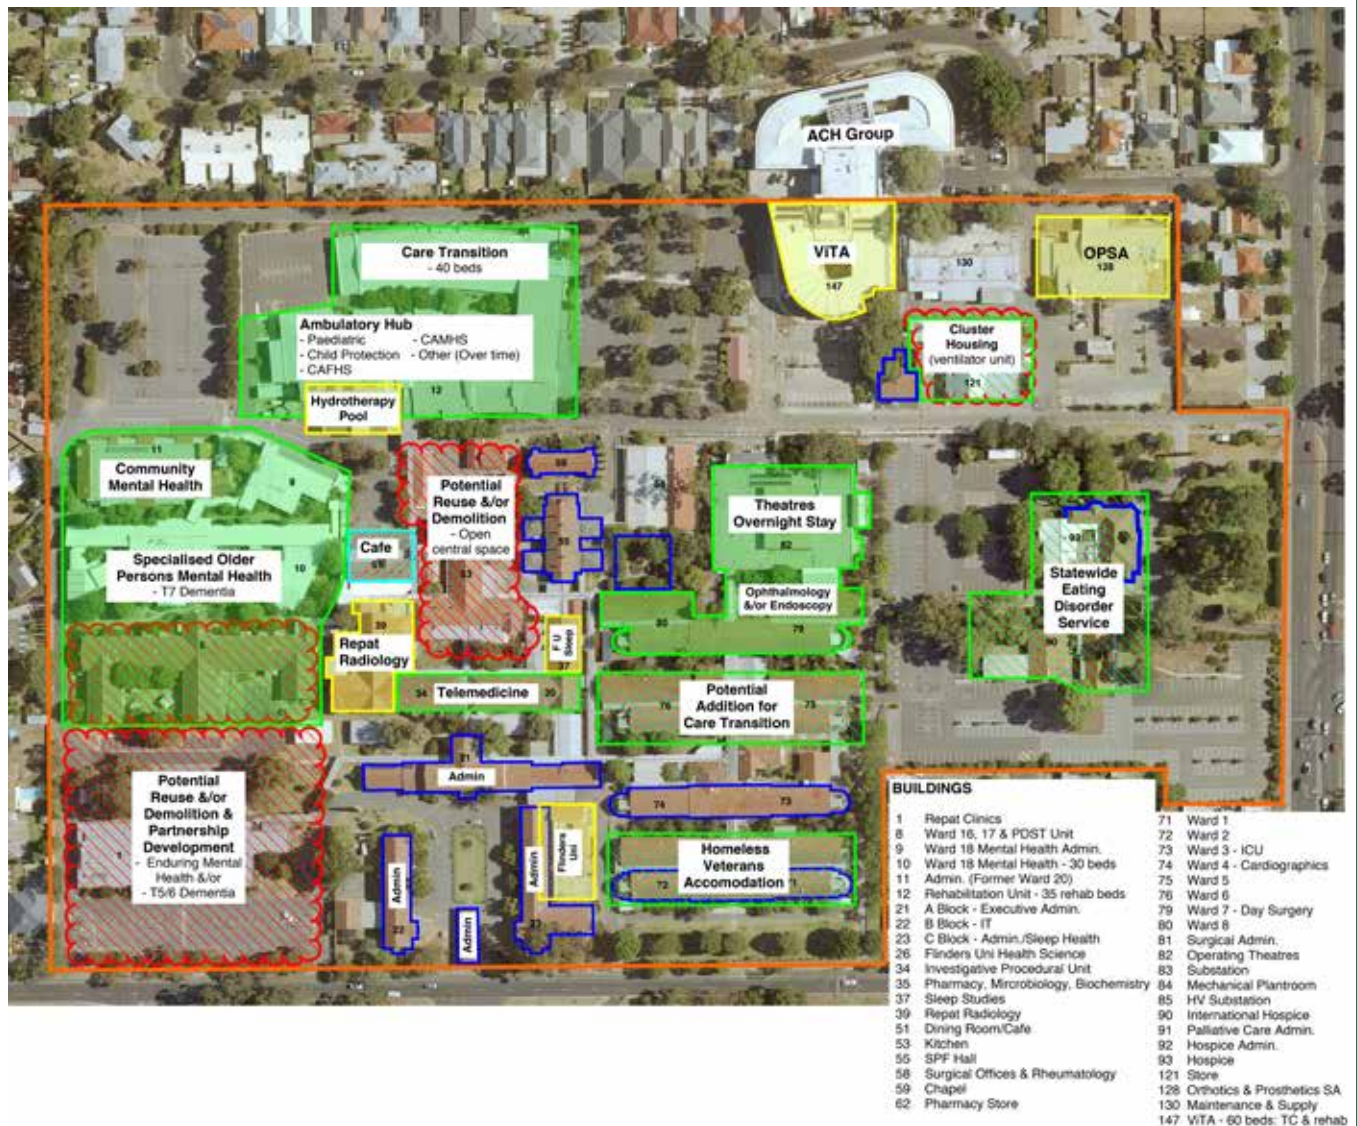 ACH Group
1
Care Transition
- 40 beds
ViTA
147
130
OPSA
128
Ambulatory Hub
- Paediatric
- CAMHS
- Child Protection
- Other (Over time)
- CAFHS
12
Hydrotherapy
Pool
Cluster
Housing
(ventilator unit)
121
11
Community
Mental Health
Potential
Reuse &/or
Demolition
- Open
central space
53
59
55
Theatres
Overnight Stay
82
Cafe
51
Specialised Older
Persons Mental Health
- T7 Dementia
10
93
Statewide
Eating
Disorder
Service
90
Ophthalmology
&/or Endoscopy
80
79
8
39
Repat
Radiology
F U
Sleep
37
34
Telemedicine
76
Potential
Addition for
Care Transition
75
Potential
Reuse &/or
Demolition &
Partnership
Development
- Enduring Mental
Health &/or
- T5/6 Dementia
1
21
Admin
74
73
Admin
22
Admin
Admin
23
Flinders
Uni
Homeless
Veterans
Accomodation
72
71
BUILDINGS
1 Repat Clinics
8 Ward 16, 17 & PDST Unit
9 Ward 18 Mental Health Admin.
10 Ward 18 Mental Health - 30 beds
11 Admin. (Former Ward 20)
12 Rehabilitation Unit - 35 rehab beds
21 A Block - Executive Admin.
22 B Block - IT
23 C Block - Admin./Sleep Health
26 Flinders Uni Health Science
34 Investigative Procedural Unit
35 Pharmacy, Mircrobiology, Biochemistry
37 Sleep Studies
39 Repat Radiology
51 Dining Room/Cafe
53 Kitchen
55 SPF Hall
58 Surgical Offices & Rheumatology
59 Chapel
62 Pharmacy Store
71 Ward 1
72 Ward 2
73 Ward 3 - ICU
74 Ward 4 - Cardiographics
75 Ward 5
76 Ward 6
79 Ward 7 - Day Surgery
80 Ward 8
81 Surgical Admin.
82 Operating Theatres
83 Substation
84 Mechanical Plantroom
85 HV Substation
90 International Hospice
91 Palliative Care Admin.
92 Hospice Admin.
93 Hospice
121 Store
128 Orthotics & Prosthetics SA
130 Maintenance & Supply
147 ViTA - 60 beds: TC & rehab